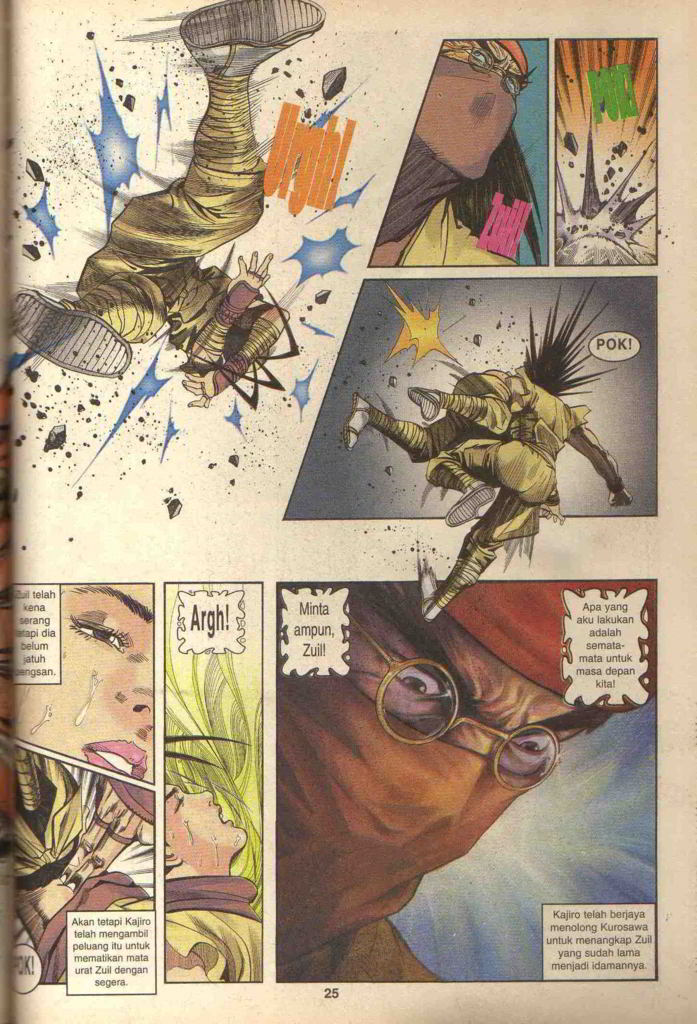 Urgh!
Zuil!
POK!
POK!
Zuil telah
kena
serang
tetapi dia
belum
jatuh
pengsan.
POK!
Akan tetapi Kajiro
telah mengambil
peluang itu untuk
mematikan mata
urat Zuil dengan
segera.
Argh!
Minta
ampun,
Zuil!
Apa yang
aku lakukan
adalah
semata-
mata untuk
masa depan
kita!
Kajiro telah berjaya
menolong Kurosawa
untuk menangkap Zuil
yang sudah lama
menjadi idamannya.
25